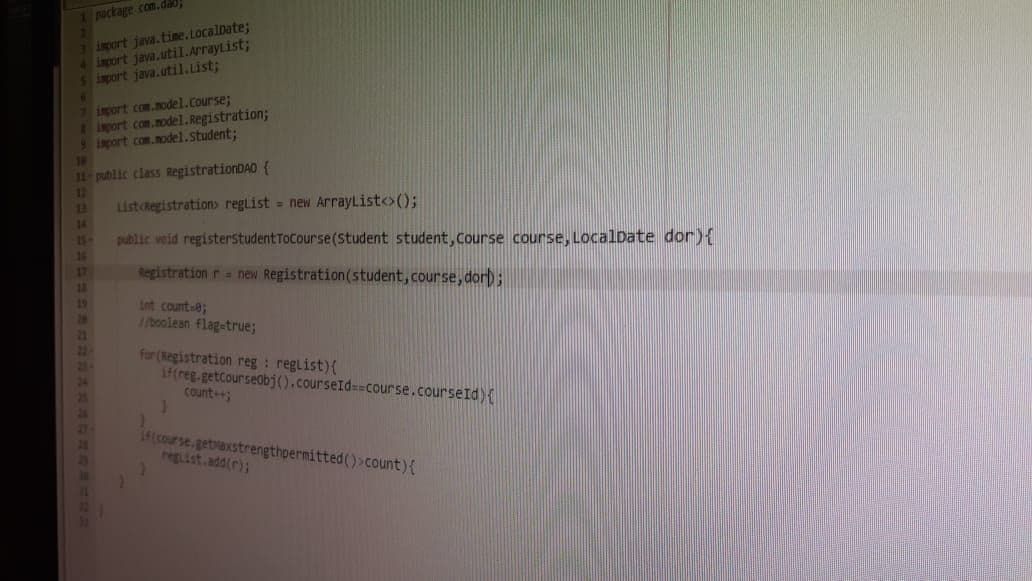 1 package com.dao;
2
3 import java.time.LocalDate;
4 import java.util.ArrayList;
5 import java.util.List;
6
7 import com.model.Course;
8 import com.model.Registration;
9 import com.model.Student;
10
11 public class RegistrationDAO {
12
13 List<Registration> regList = new ArrayList<>();
14
15 public void registerStudentToCourse(Student student,Course course,LocalDate dor){
16
17 Registration r = new Registration(student,course,dor);
18
19 int count=0;
20 //boolean flag=true;
21
22 for(Registration reg : regList){
23 if(reg.getCourseObj().courseId==course.courseId){
24 count++;
25 }
26 }
27 if(course.getMaxstrengthpermitted()>count){
28 regList.add(r);
29 }
30 }
31
32 }
33